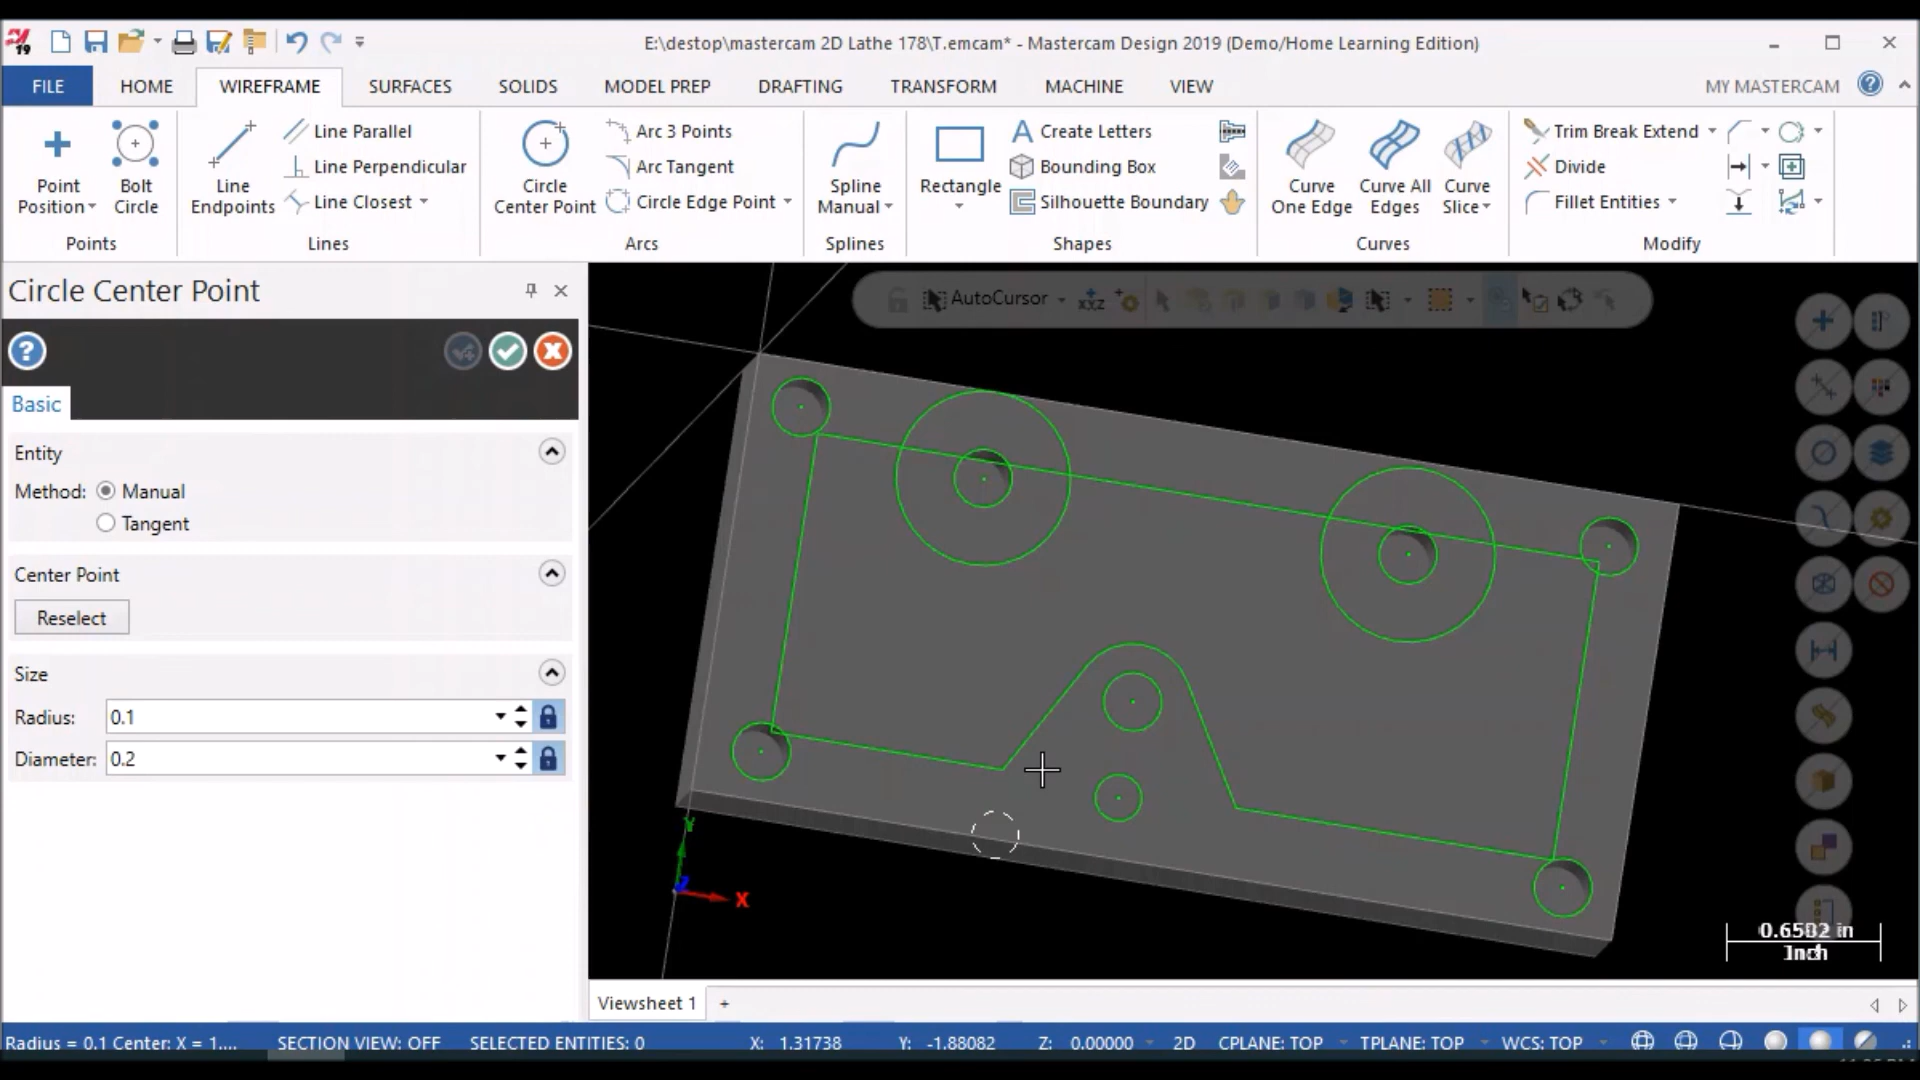 19
E:\destop\mastercam 2D Lathe 178\T.emcam* - Mastercam Design 2019 (Demo/Home Learning Edition)
FILE HOME WIREFRAME SURFACES SOLIDS MODEL PREP DRAFTING TRANSFORM MACHINE VIEW MY MASTERCAM ?
Point Position
Bolt Circle
Points
Line Endpoints
Line Parallel
Line Perpendicular
Line Closest
Lines
Circle Center Point
Arc 3 Points
Arc Tangent
Circle Edge Point
Arcs
Spline Manual
Splines
Rectangle
A Create Letters
Bounding Box
Silhouette Boundary
Shapes
Curve One Edge
Curve All Edges
Curve Slice
Curves
Trim Break Extend
Divide
Fillet Entities
Modify
Circle Center Point
?
Basic
Entity
Method: Manual
Tangent
Center Point
Reselect
Size
Radius: 0.1
Diameter: 0.2
AutoCursor
XYZ
Y
X
Viewsheet 1 +
Radius = 0.1 Center: X = 1.... SECTION VIEW: OFF SELECTED ENTITIES: 0 X: 1.31738 Y: -1.88082 Z: 0.00000 2D CPLANE: TOP TPLANE: TOP WCS: TOP